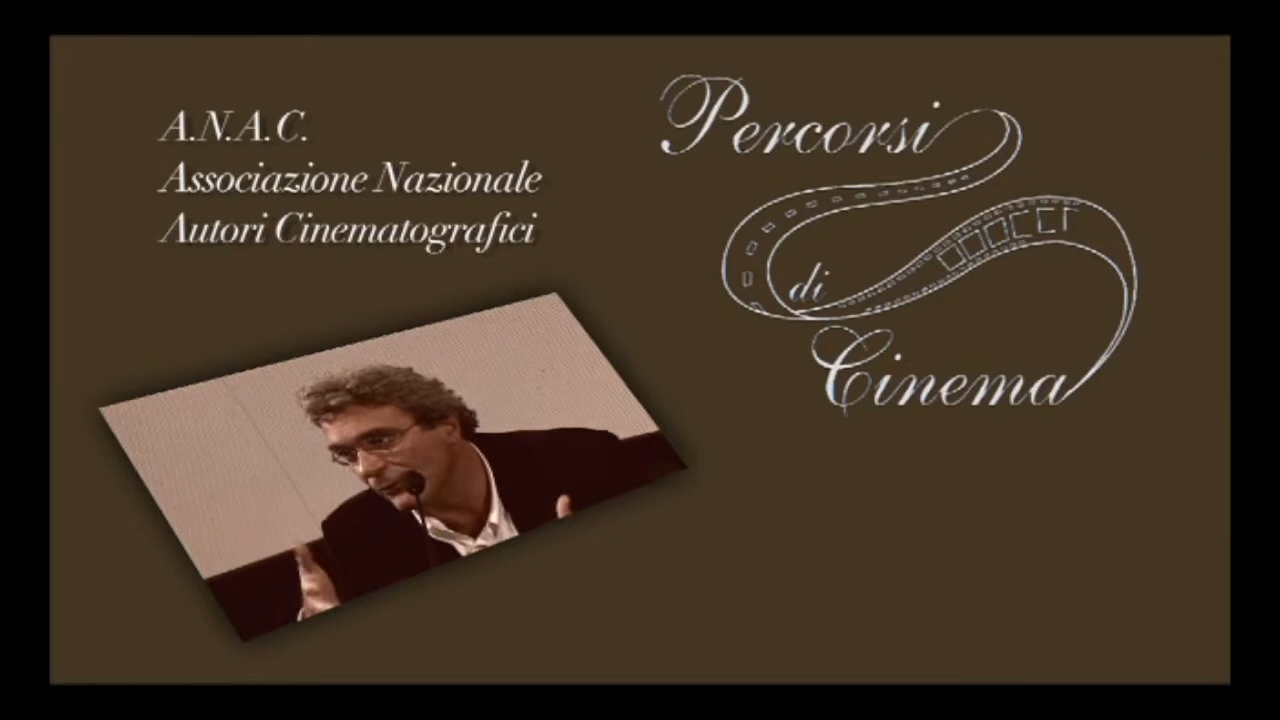 A.N.A.C.
Associazione Nazionale
Autori Cinematografici
Percorsi
di
Cinema